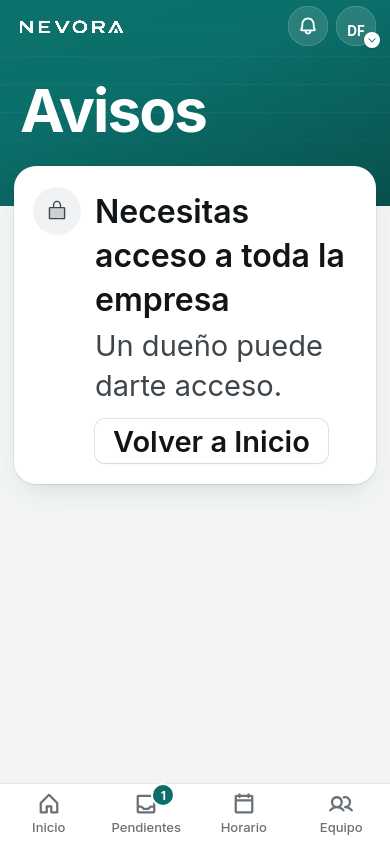 NEVORA
DF
Avisos
Necesitas
acceso a toda la
empresa
Un dueño puede
darte acceso.
Volver a Inicio
1
Inicio
Pendientes
Horario
Equipo